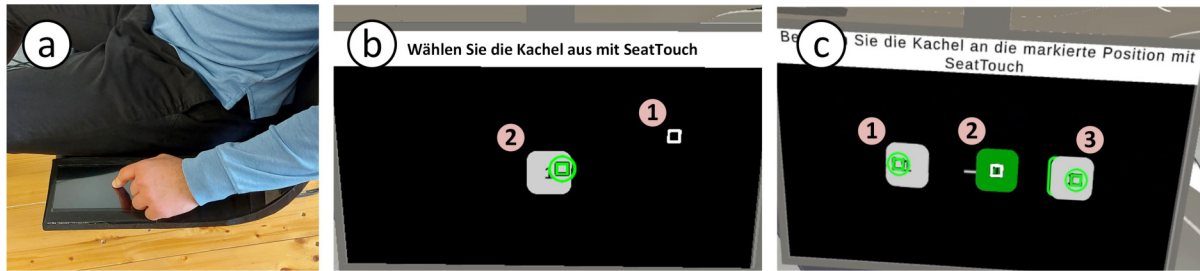 a
b
Wählen Sie die Kachel aus mit SeatTouch
1
2
c
Be Sie die Kachel an die markierte Position mit
SeatTouch
1
2
3